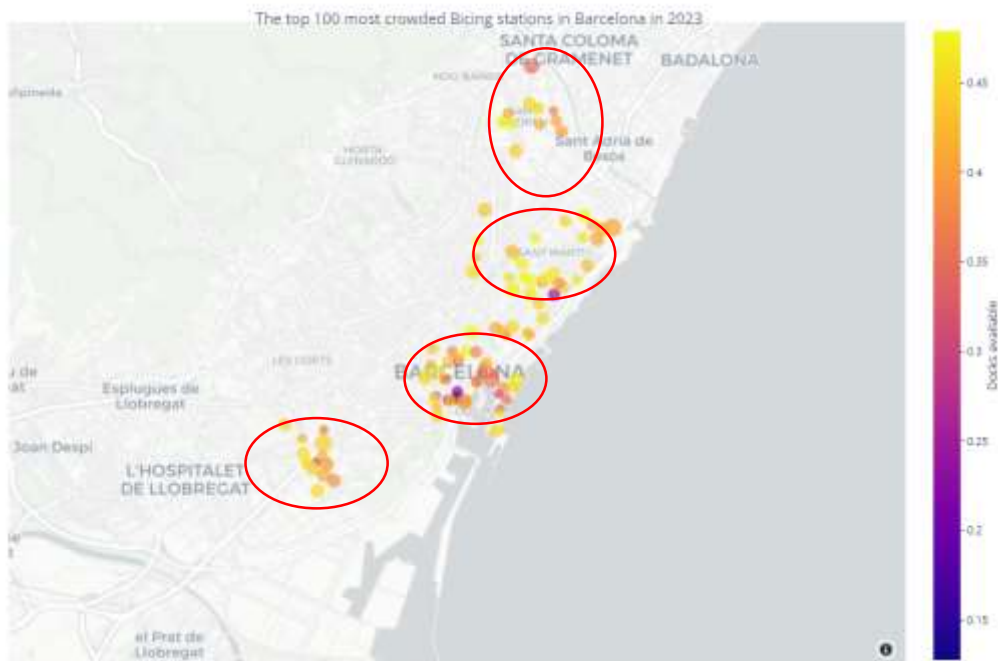 The top 100 most crowded Bicing stations in Barcelona in 2023
SANTA COLOMA
DE GRAMENET
BADALONA
NOU BARRIS
Sant Adrià de
Besòs
HORTA-
GUINARDÓ
SANT MARTÍ
LES CORTS
BARCELONA
Esplugues de
Llobregat
Joan Despí
L'HOSPITALET
DE LLOBREGAT
el Prat de
Llobregat
0.45
0.4
0.35
0.3
0.25
0.2
0.15
Docks available